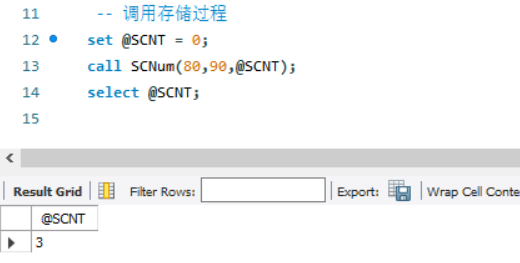 11 -- 调用存储过程
12 set @SCNT = 0;
13 call SCNum(80,90,@SCNT);
14 select @SCNT;
15
Result Grid Filter Rows: Export: Wrap Cell Conte
@SCNT
3